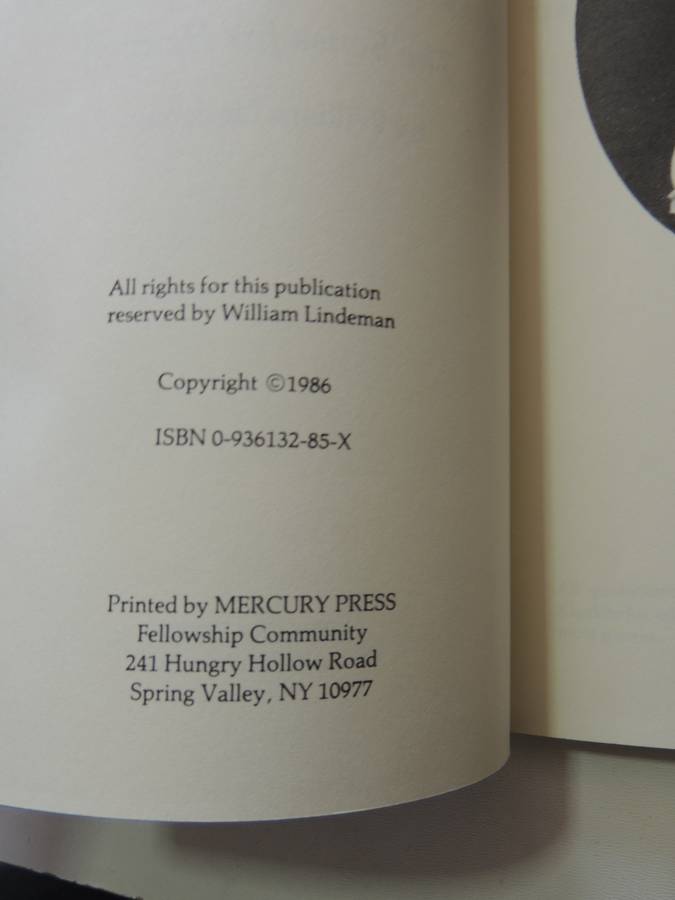 All rights for this publication
reserved by William Lindeman
Copyright ©1986
ISBN 0-936132-85-X
Printed by MERCURY PRESS
Fellowship Community
241 Hungry Hollow Road
Spring Valley, NY 10977